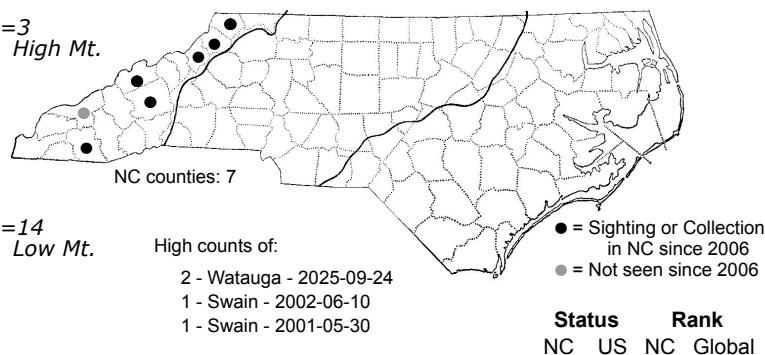 =3
High Mt.
NC counties: 7
=14
Low Mt.
High counts of:
2 - Watauga - 2025-09-24
1 - Swain - 2002-06-10
1 - Swain - 2001-05-30
● = Sighting or Collection
in NC since 2006
● = Not seen since 2006
Status Rank
NC US NC Global